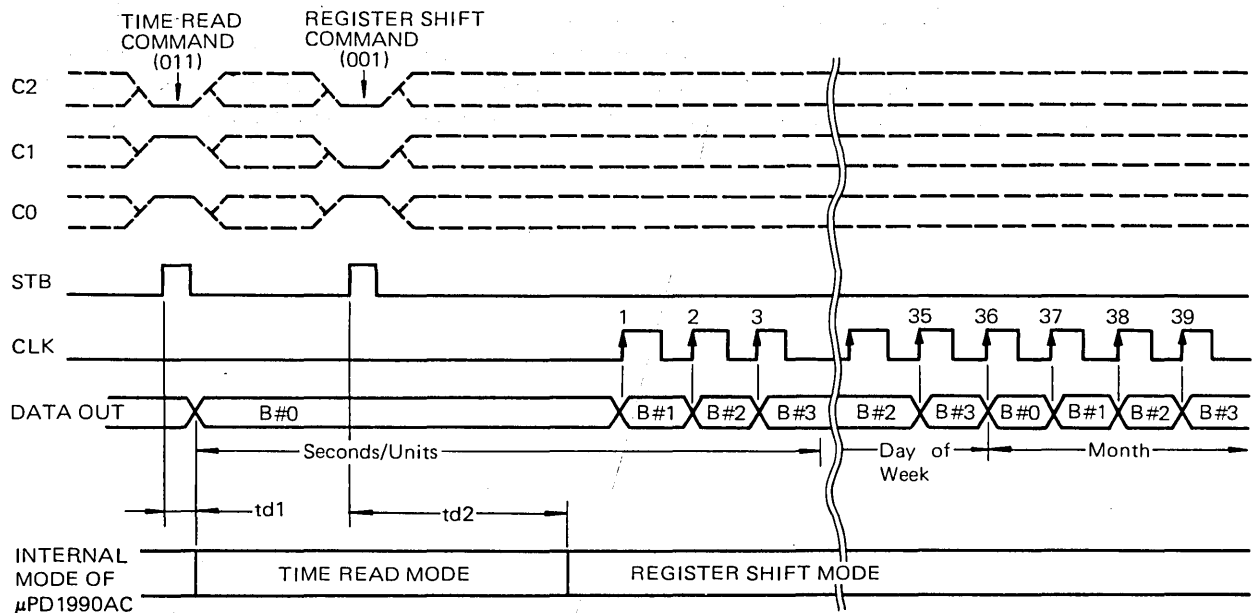 TIME READ
COMMAND
(011)
REGISTER SHIFT
COMMAND
(001)
C2
C1
C0
STB
1 2 3 35 36 37 38 39
CLK
DATA OUT B#0 B#1 B#2 B#3 B#2 B#3 B#0 B#1 B#2 B#3
Seconds/Units
Day of
Week
Month
td1
td2
INTERNAL
MODE OF
μPD1990AC
TIME READ MODE
REGISTER SHIFT MODE